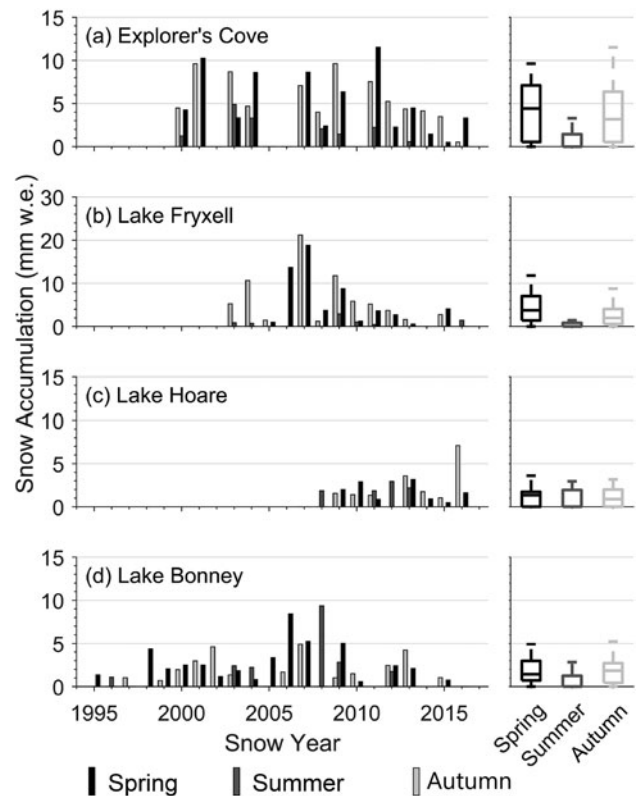 15
10
5
0
(a) Explorer's Cove
30
20
10
0
(b) Lake Fryxell
Snow Accumulation (mm w.e.)
15
10
5
0
(c) Lake Hoare
15
10
5
0
(d) Lake Bonney
1995 2000 2005 2010 2015
Snow Year
Spring Summer Autumn
Spring Summer Autumn